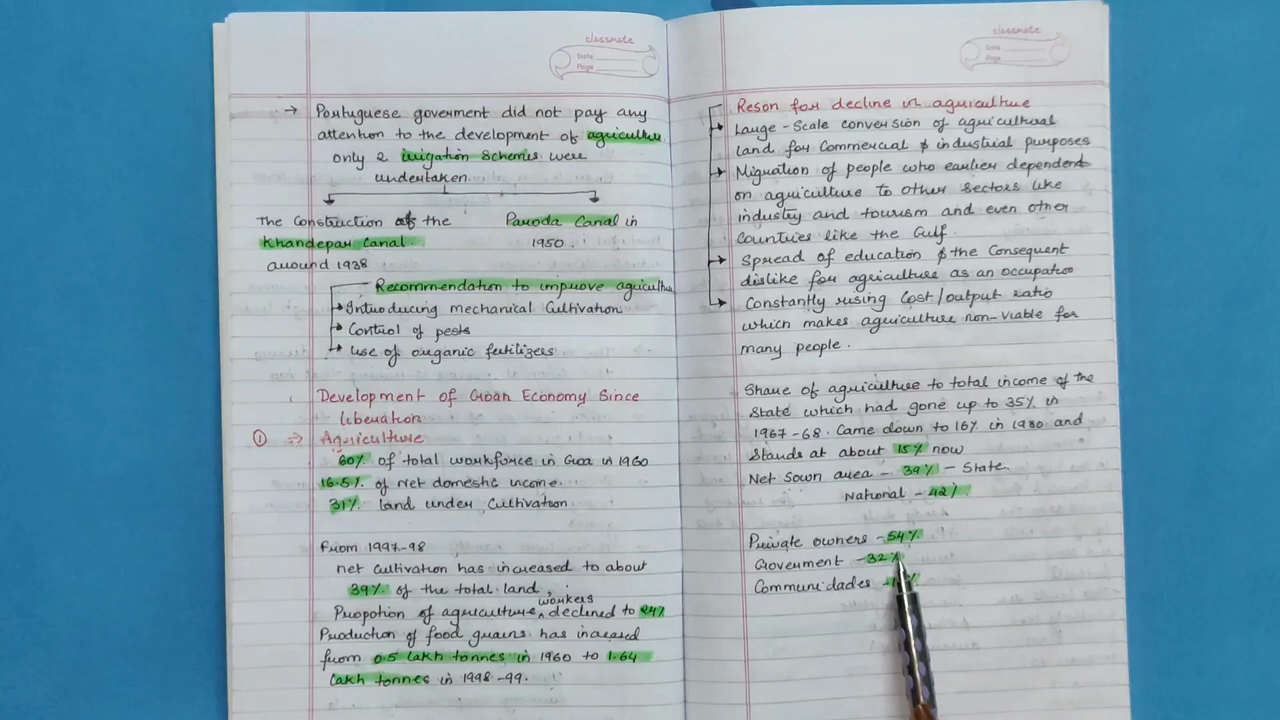 classmate
Date
Page
→ Portuguese goverment did not pay any
attention to the development of agriculture
only 2 irrigation schemes were
undertaken.
The Construction of the
Khandepar Canal
around 1938
Paroda Canal in
1950.
Recommendation to improve agriculture
Introducing mechanical Cultivation
Control of pests
Use of organic fertilizers
Development of Goan Economy Since
liberation
① Agriculture
60% of total workforce in Goa in 1960
16.5% of Net domestic income.
31% land under Cultivation.
From 1997-98
net cultivation has increased to about
39% of the total land,
Propotion of agriculture workers declined to 24%
Production of food grains has increased
from 0.5 lakh tonnes in 1960 to 1.64
lakh tonnes in 1998-99.
classmate
Date
Page
Reson for decline in agriculture
Large-Scale conversion of agricultural
land for Commercial & industrial purposes
Migration of people who earlier dependent
on agriculture to other sectors like
industry and tourism and even other
Countries like the Gulf.
Spread of education & the Consequent
dislike for agriculture as an occupation
Constantly rising Cost/output ratio
which makes agriculture non-viable for
many people.
Share of agriculture to total income of the
State which had gone up to 35% in
1967-68. Came down to 16% in 1980 and
Stands at about 15% now
Net Sown area - 39% - State
National - 42%
Private owners - 54%
Goverment - 32%
Communidades